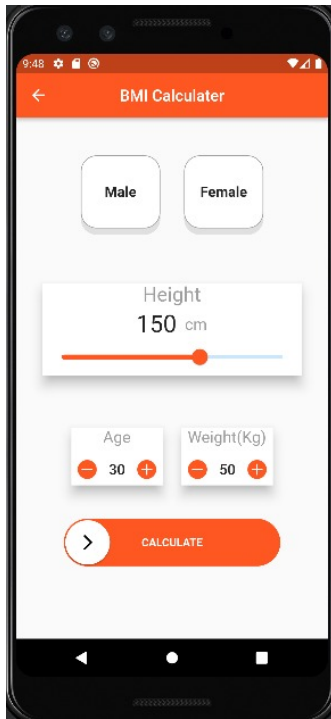 9:48
BMI Calculater
Male
Female
Height
150 cm
Age
Weight(Kg)
30
50
CALCULATE